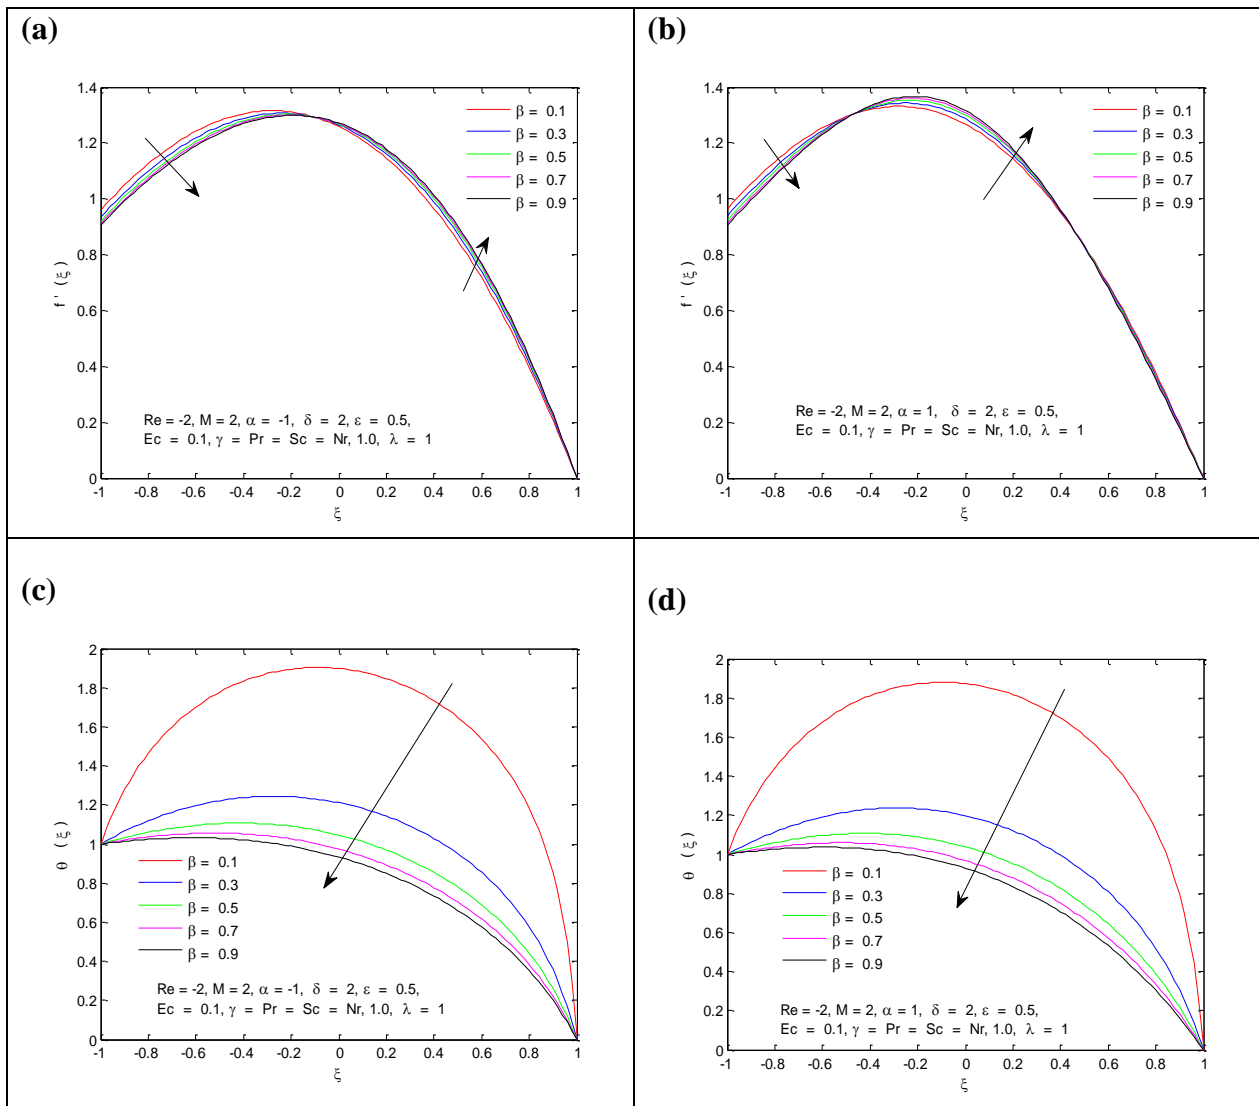 (a)
1.4
1.2
1
0.8
0.6
0.4
0.2
0
-1 -0.8 -0.6 -0.4 -0.2 0 0.2 0.4 0.6 0.8 1
f ' (ξ)
ξ
β = 0.1
β = 0.3
β = 0.5
β = 0.7
β = 0.9
Re = -2, M = 2, α = -1, δ = 2, ε = 0.5,
Ec = 0.1, γ = Pr = Sc = Nr, 1.0, λ = 1
(b)
1.4
1.2
1
0.8
0.6
0.4
0.2
0
-1 -0.8 -0.6 -0.4 -0.2 0 0.2 0.4 0.6 0.8 1
f ' (ξ)
ξ
β = 0.1
β = 0.3
β = 0.5
β = 0.7
β = 0.9
Re = -2, M = 2, α = 1, δ = 2, ε = 0.5,
Ec = 0.1, γ = Pr = Sc = Nr, 1.0, λ = 1
(c)
2
1.8
1.6
1.4
1.2
1
0.8
0.6
0.4
0.2
0
-1 -0.8 -0.6 -0.4 -0.2 0 0.2 0.4 0.6 0.8 1
θ (ξ)
ξ
β = 0.1
β = 0.3
β = 0.5
β = 0.7
β = 0.9
Re = -2, M = 2, α = -1, δ = 2, ε = 0.5,
Ec = 0.1, γ = Pr = Sc = Nr, 1.0, λ = 1
(d)
2
1.8
1.6
1.4
1.2
1
0.8
0.6
0.4
0.2
0
-1 -0.8 -0.6 -0.4 -0.2 0 0.2 0.4 0.6 0.8 1
θ (ξ)
ξ
β = 0.1
β = 0.3
β = 0.5
β = 0.7
β = 0.9
Re = -2, M = 2, α = 1, δ = 2, ε = 0.5,
Ec = 0.1, γ = Pr = Sc = Nr, 1.0, λ = 1